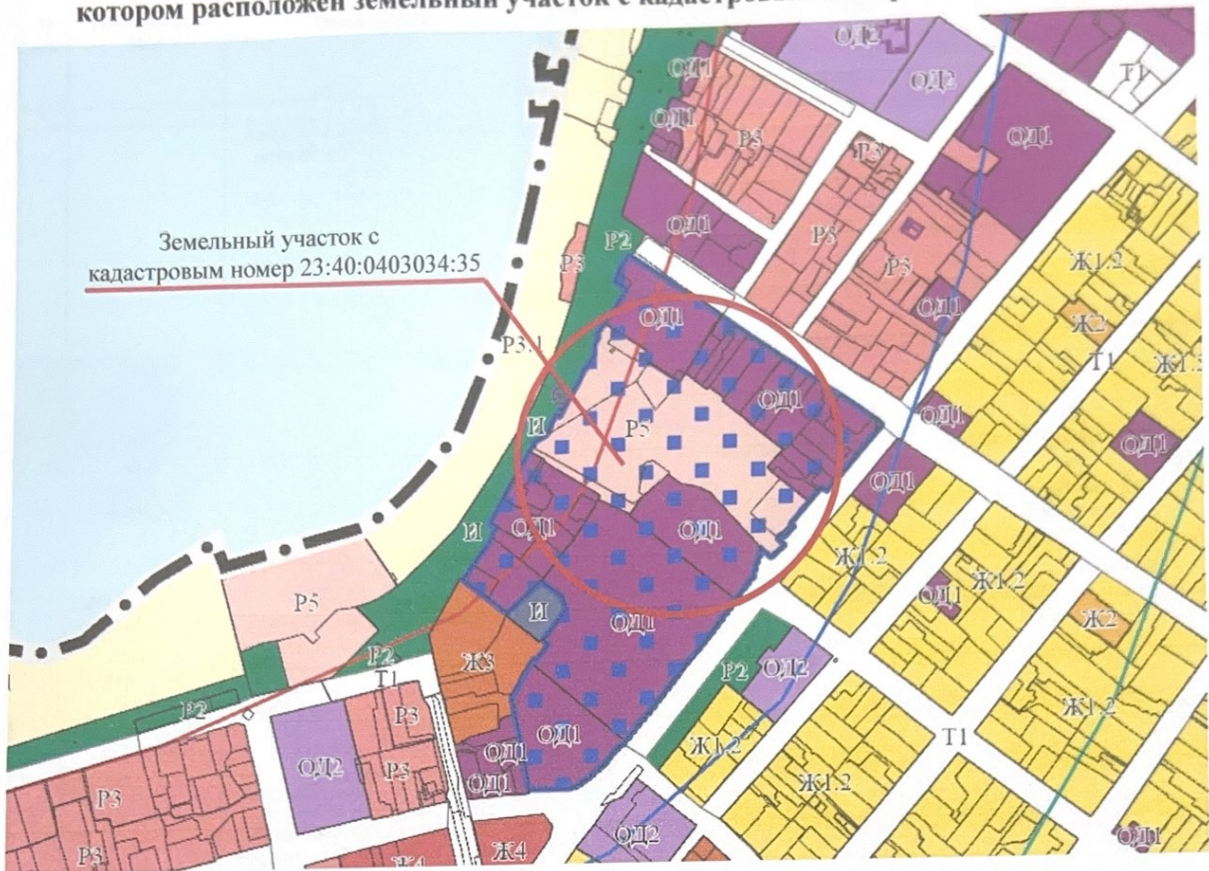 котором расположен земельный участок с
ОД2
ОД1
ОД2
Т1
ОД1
Р3
Р3
ОД1
ОД1
Р2
Р3
Земельный участок с
кадастровым номер 23:40:0403034:35
Р3
Р3
Ж1.2
ОД1
ОД1
Ж2
Р3.1
Т1
ОД1
ОД1
И
Р5
ОД1
ОД1
ОД1
И
ОД1
Ж1.2
Ж1.2
Р5
И
ОД1
ОД1
Ж2
Р2
Ж3
Р2
ОД2
Т1
Р2
Р3
Ж1.2
ОД1
ОД1
Ж1.2
Т1
ОД2
Р3
ОД1
Ж1.2
Р3
ОД2
ОД1
Р3
Ж4
Ж4